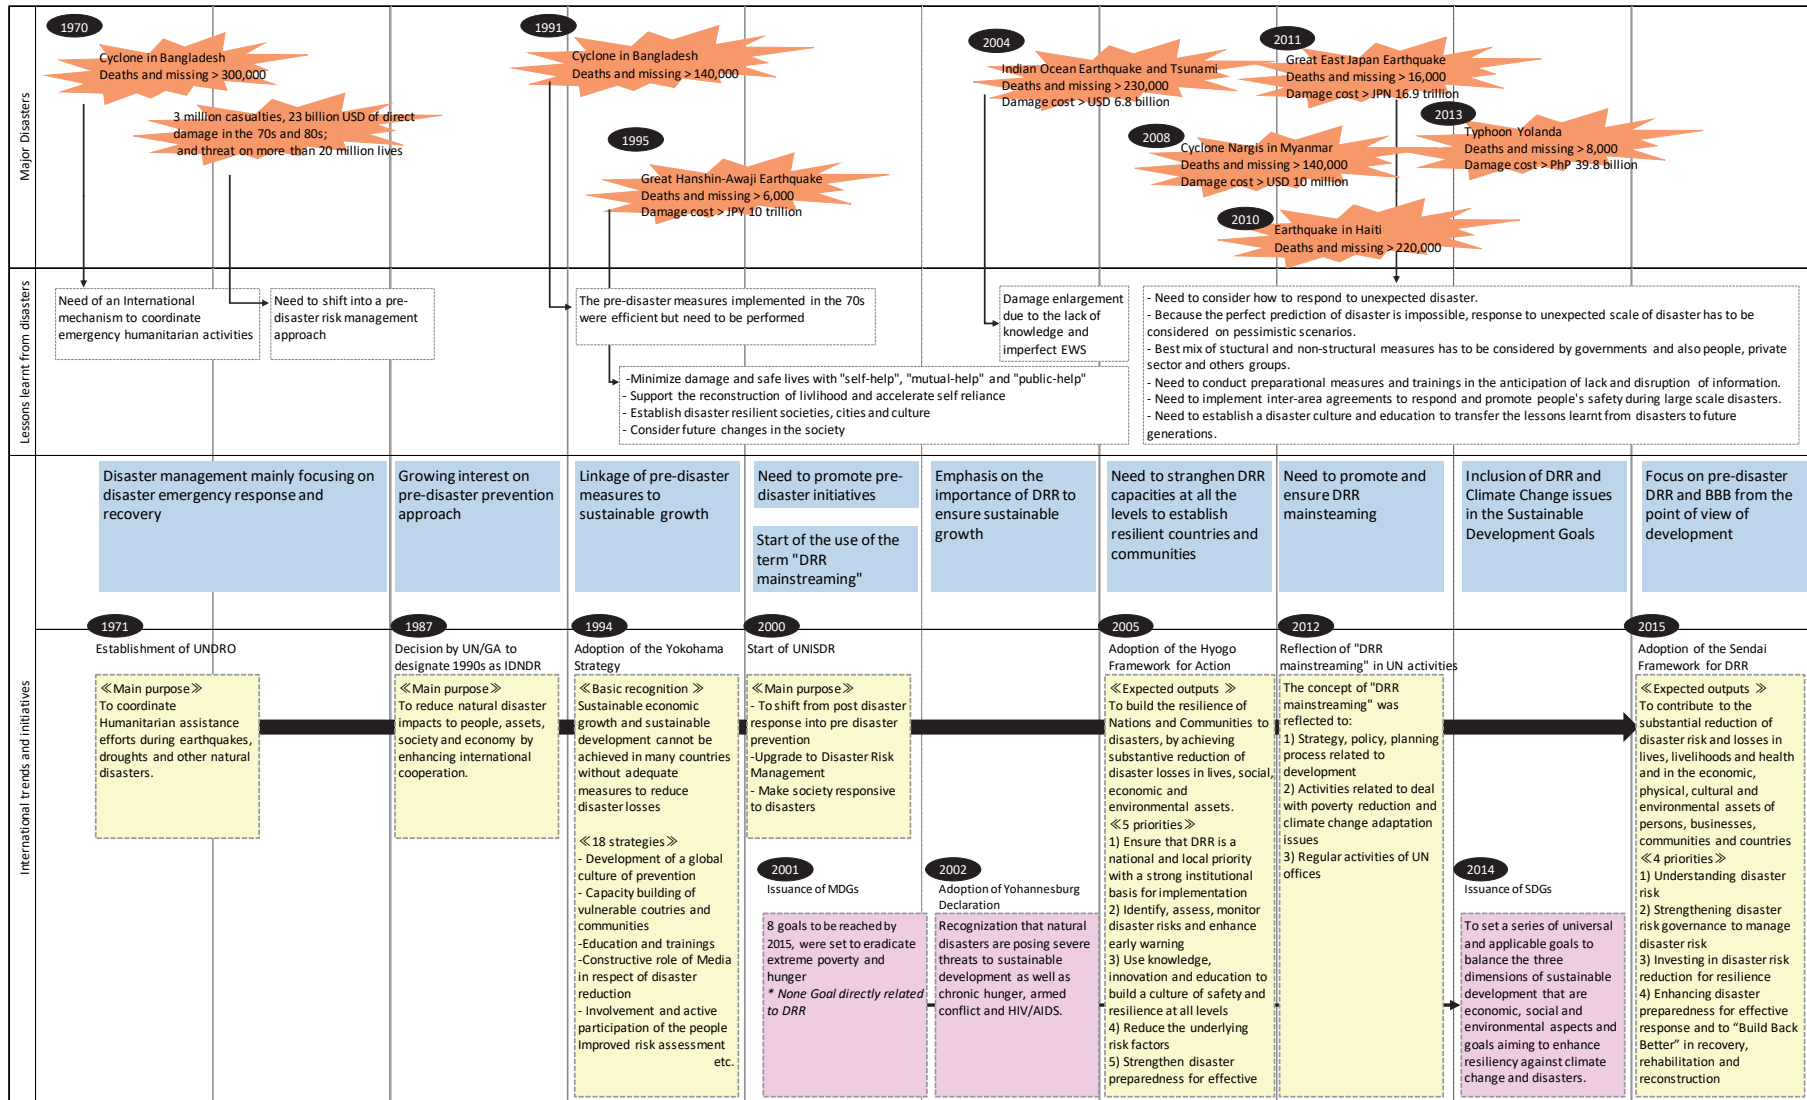 Major Disasters
1970
Cyclone in Bangladesh
Deaths and missing > 300,000
3 million casualties, 23 billion USD of direct
damage in the 70s and 80s;
and threat on more than 20 million lives
1991
Cyclone in Bangladesh
Deaths and missing > 140,000
1995
Great Hanshin-Awaji Earthquake
Deaths and missing > 6,000
Damage cost > JPY 10 trillion
2004
Indian Ocean Earthquake and Tsunami
Deaths and missing > 230,000
Damage cost > USD 6.8 billion
2008
Cyclone Nargis in Myanmar
Deaths and missing > 140,000
Damage cost > USD 10 million
2010
Earthquake in Haiti
Deaths and missing > 220,000
2011
Great East Japan Earthquake
Deaths and missing > 16,000
Damage cost > JPN 16.9 trillion
2013
Typhoon Yolanda
Deaths and missing > 8,000
Damage cost > PhP 39.8 billion
Lessons learnt from disasters
Need of an International
mechanism to coordinate
emergency humanitarian activities
Need to shift into a pre-
disaster risk management
approach
The pre-disaster measures implemented in the 70s
were efficient but need to be performed
-Minimize damage and safe lives with "self-help", "mutual-help" and "public-help"
- Support the reconstruction of livlihood and accelerate self reliance
- Establish disaster resilient societies, cities and culture
- Consider future changes in the society
Damage enlargement
due to the lack of
knowledge and
imperfect EWS
- Need to consider how to respond to unexpected disaster.
- Because the perfect prediction of disaster is impossible, response to unexpected scale of disaster has to be
considered on pessimistic scenarios.
- Best mix of stuctural and non-structural measures has to be considered by governments and also people, private
sector and others groups.
- Need to conduct preparational measures and trainings in the anticipation of lack and disruption of information.
- Need to implement inter-area agreements to respond and promote people's safety during large scale disasters.
- Need to establish a disaster culture and education to transfer the lessons learnt from disasters to future
generations.
International trends and initiatives
Disaster management mainly focusing on
disaster emergency response and
recovery
Growing interest on
pre-disaster prevention
approach
Linkage of pre-disaster
measures to
sustainable growth
Need to promote pre-
disaster initiatives
Start of the use of the
term "DRR
mainstreaming"
Emphasis on the
importance of DRR to
ensure sustainable
growth
Need to stranghen DRR
capacities at all the
levels to establish
resilient countries and
communities
Need to promote and
ensure DRR
mainsteaming
Inclusion of DRR and
Climate Change issues
in the Sustainable
Development Goals
Focus on pre-disaster
DRR and BBB from the
point of view of
development
1971
Establishment of UNDRO
≪Main purpose≫
To coordinate
Humanitarian assistance
efforts during earthquakes,
droughts and other natural
disasters.
1987
Decision by UN/GA to
designate 1990s as IDNDR
≪Main purpose≫
To reduce natural disaster
impacts to people, assets,
society and economy by
enhancing international
cooperation.
1994
Adoption of the Yokohama
Strategy
≪Basic recognition ≫
Sustainable economic
growth and sustainable
development cannot be
achieved in many countries
without adequate
measures to reduce
disaster losses
≪18 strategies≫
- Development of a global
culture of prevention
- Capacity building of
vulnerable coutries and
communities
-Education and trainings
-Constructive role of Media
in respect of disaster
reduction
- Involvement and active
participation of the people
Improved risk assessment
etc.
2000
Start of UNISDR
≪Main purpose≫
- To shift from post disaster
response into pre disaster
prevention
-Upgrade to Disaster Risk
Management
- Make society responsive
to disasters
2001
Issuance of MDGs
8 goals to be reached by
2015, were set to eradicate
extreme poverty and
hunger
* None Goal directly related
to DRR
2002
Adoption of Yohannesburg
Declaration
Recognization that natural
disasters are posing severe
threats to sustainable
development as well as
chronic hunger, armed
conflict and HIV/AIDS.
2005
Adoption of the Hyogo
Framework for Action
≪Expected outputs ≫
To build the resilience of
Nations and Communities to
disasters, by achieving
substantive reduction of
disaster losses in lives, social,
economic and
environmental assets.
≪5 priorities≫
1) Ensure that DRR is a
national and local priority
with a strong institutional
basis for implementation
2) Identify, assess, monitor
disaster risks and enhance
early warning
3) Use knowledge,
innovation and education to
build a culture of safety and
resilience at all levels
4) Reduce the underlying
risk factors
5) Strengthen disaster
preparedness for effective
2012
Reflection of "DRR
mainstreaming" in UN activities
The concept of "DRR
mainstreaming" was
reflected to:
1) Strategy, policy, planning
process related to
development
2) Activities related to deal
with poverty reduction and
climate change adaptation
issues
3) Regular activities of UN
offices
2014
Issuance of SDGs
To set a series of universal
and applicable goals to
balance the three
dimensions of sustainable
development that are
economic, social and
environmental aspects and
goals aiming to enhance
resiliency against climate
change and disasters.
2015
Adoption of the Sendai
Framework for DRR
≪Expected outputs ≫
To contribute to the
substantial reduction of
disaster risk and losses in
lives, livelihoods and health
and in the economic,
physical, cultural and
environmental assets of
persons, businesses,
communities and countries
≪4 priorities≫
1) Understanding disaster
risk
2) Strengthening disaster
risk governance to manage
disaster risk
3) Investing in disaster risk
reduction for resilience
4) Enhancing disaster
preparedness for effective
response and to “Build Back
Better” in recovery,
rehabilitation and
reconstruction